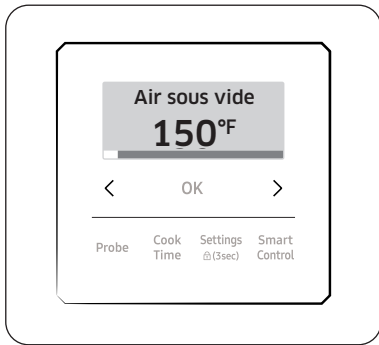 Air sous vide
150°F
< OK >
Probe
Cook Time
Settings
(3sec)
Smart Control